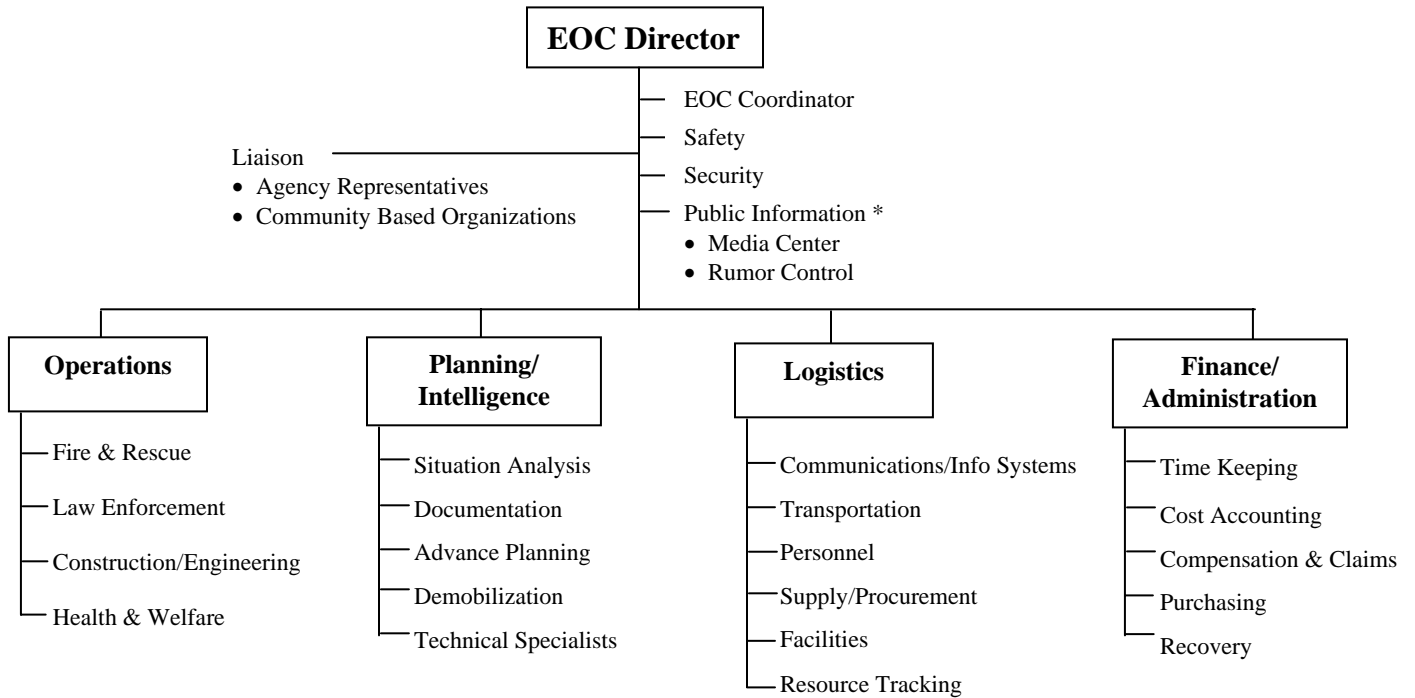 EOC Director
EOC Coordinator
Safety
Liaison
• Agency Representatives
• Community Based Organizations
Security
Public Information *
• Media Center
• Rumor Control
Operations
Fire & Rescue
Law Enforcement
Construction/Engineering
Health & Welfare
Planning/
Intelligence
Situation Analysis
Documentation
Advance Planning
Demobilization
Technical Specialists
Logistics
Communications/Info Systems
Transportation
Personnel
Supply/Procurement
Facilities
Resource Tracking
Finance/
Administration
Time Keeping
Cost Accounting
Compensation & Claims
Purchasing
Recovery